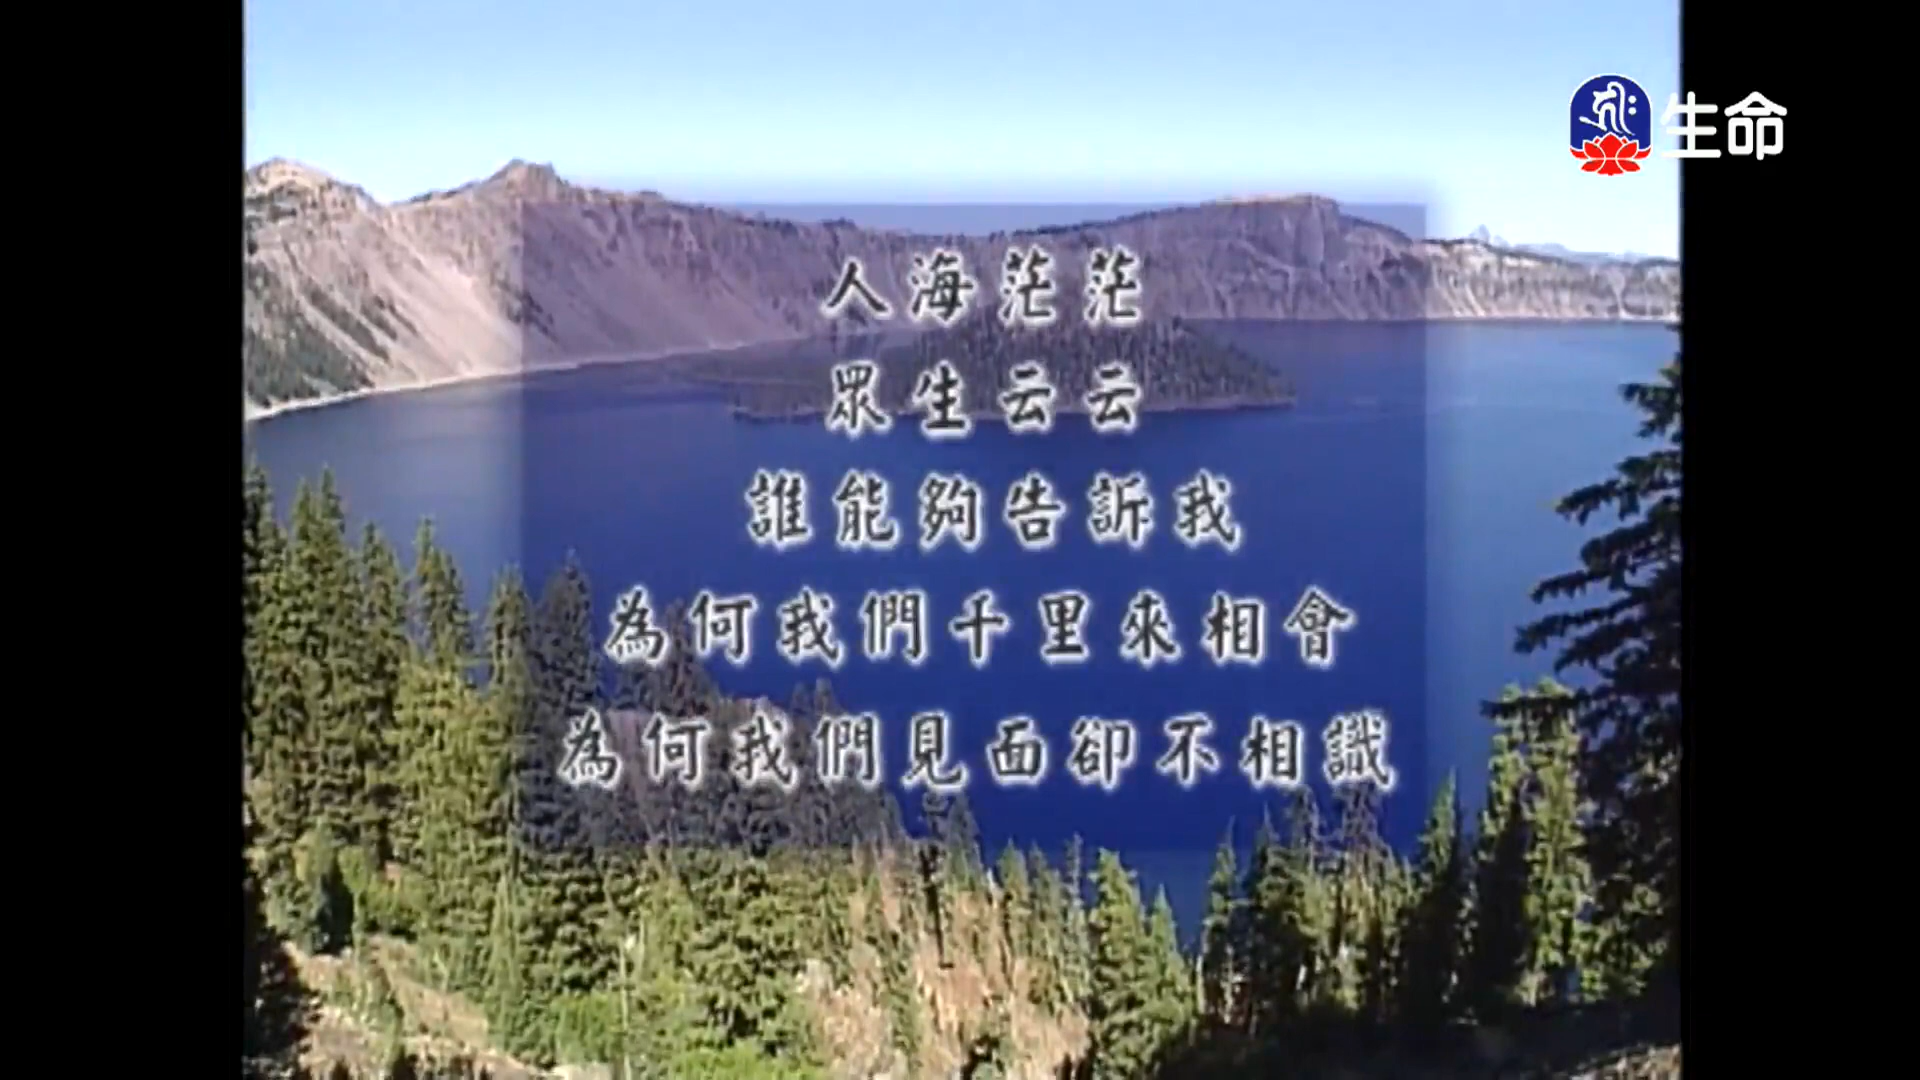 生命
人海茫茫
眾生云云
誰能夠告訴我
為何我們千里來相會
為何我們見面卻不相識